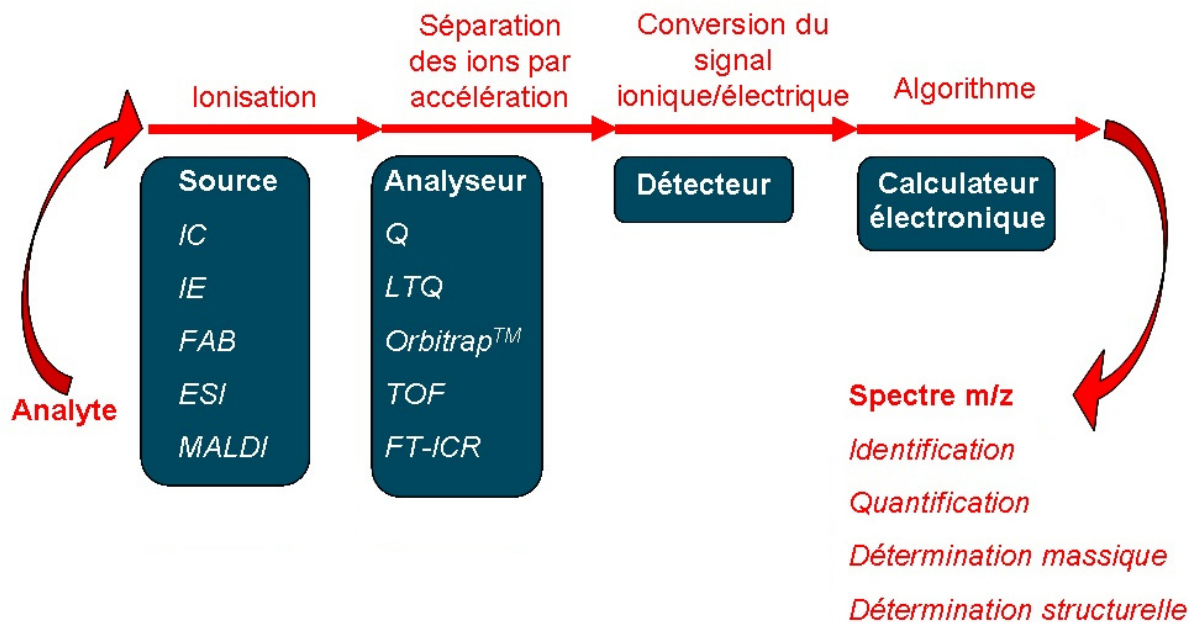 Ionisation
Séparation
des ions par
accélération
Conversion du
signal
ionique/électrique
Algorithme
Source
IC
IE
FAB
ESI
MALDI
Analyseur
Q
LTQ
Orbitrap™
TOF
FT-ICR
Détecteur
Calculateur
électronique
Analyte
Spectre m/z
Identification
Quantification
Détermination massique
Détermination structurelle